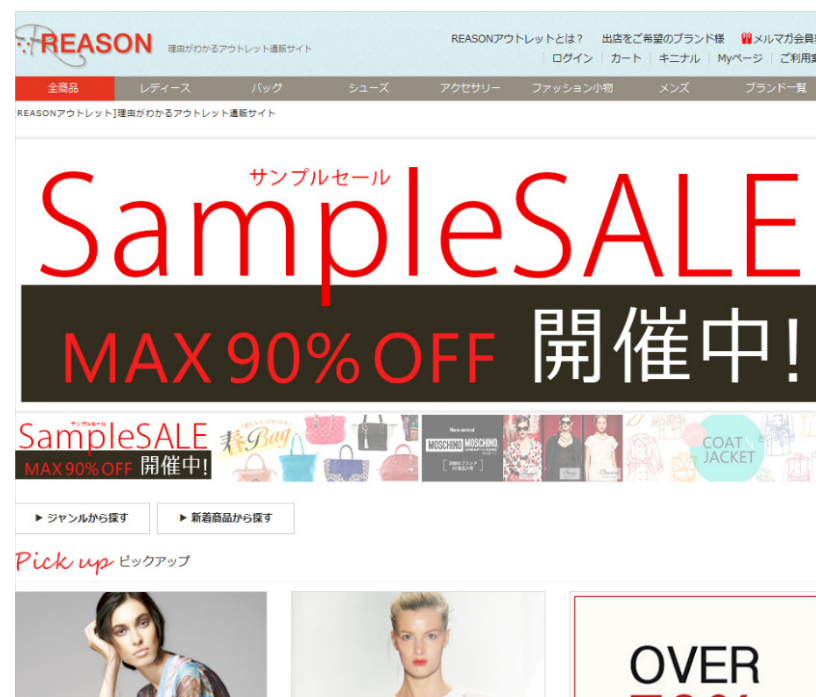 REASON 理由がわかるアウトレット通販サイト
REASONアウトレットとは？ 出店をご希望のブランド様 メルマガ会員
ログイン カート キニナル Myページ ご利用
全商品 レディース バッグ シューズ アクセサリー ファッション小物 メンズ ブランド一覧
[REASONアウトレット]理由がわかるアウトレット通販サイト
サンプルセール
SampleSALE
MAX 90% OFF 開催中!
サンプルセール
SampleSALE
MAX 90% OFF 開催中!
春Bag
New arrival
MOSCHINO MOSCHINO
COAT
JACKET
▶ ジャンルから探す ▶ 新着商品から探す
Pick up ピックアップ
OVER